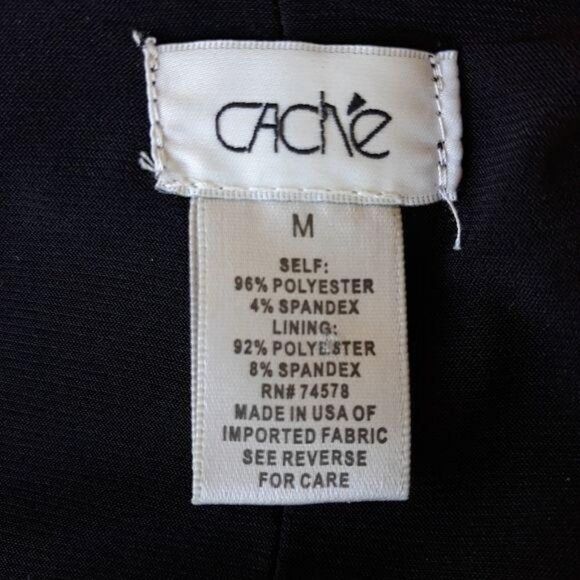 CAChé
M
SELF:
96% POLYESTER
4% SPANDEX
LINING:
92% POLYESTER
8% SPANDEX
RN# 74578
MADE IN USA OF
IMPORTED FABRIC
SEE REVERSE
FOR CARE